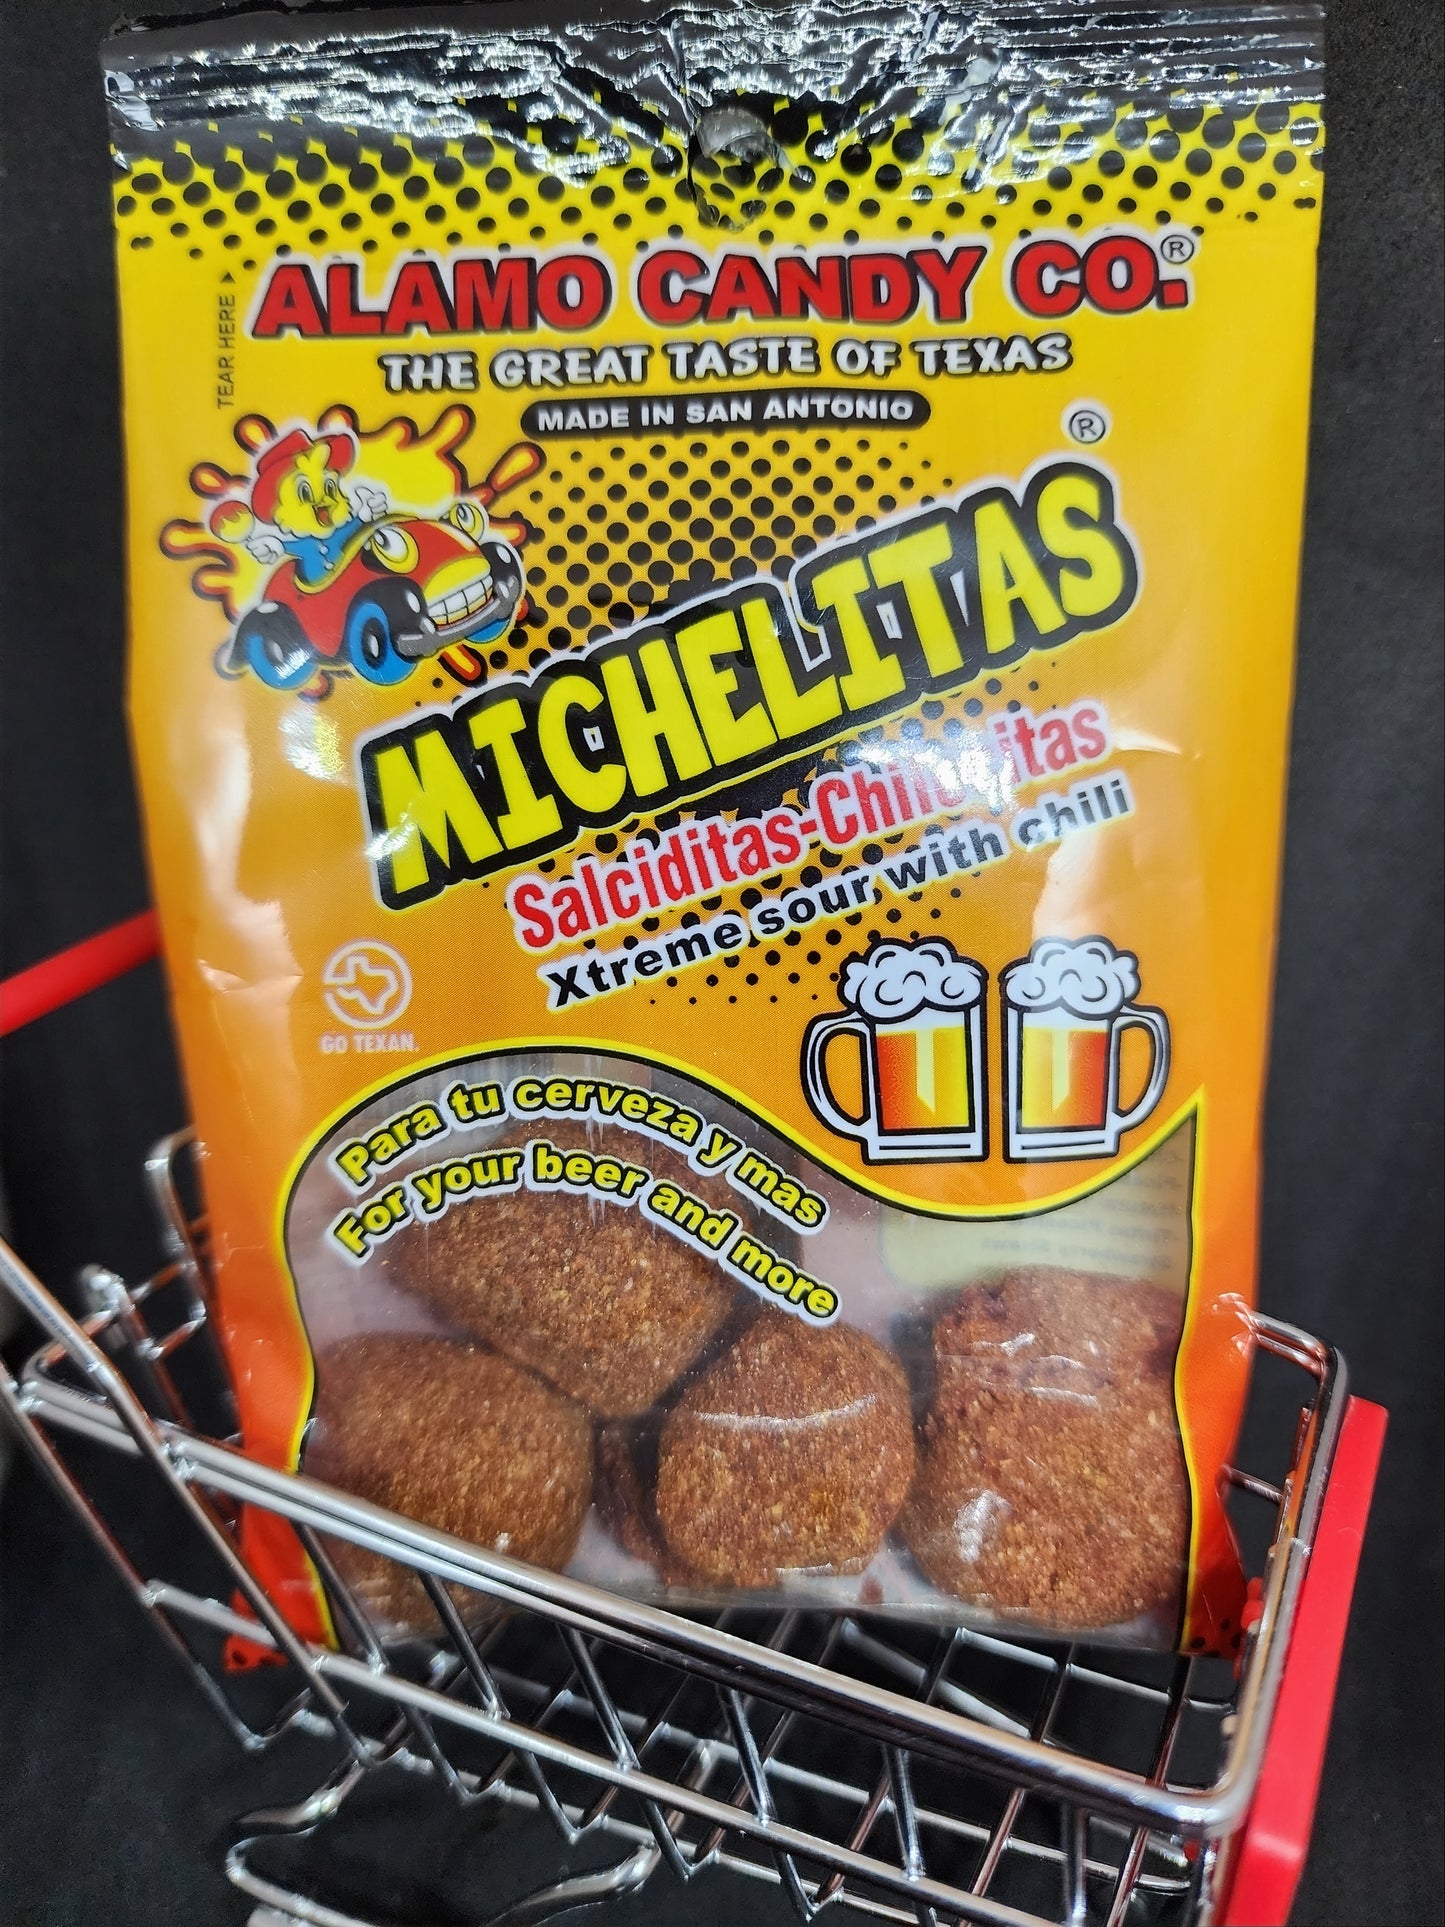 ALAMO CANDY CO.®
THE GREAT TASTE OF TEXAS
MADE IN SAN ANTONIO
TEAR HERE
®
MICHELITAS
Salciditas-
Xtreme sour with chili
GO TEXAN.
Para tu cerveza y mas
For your beer and more